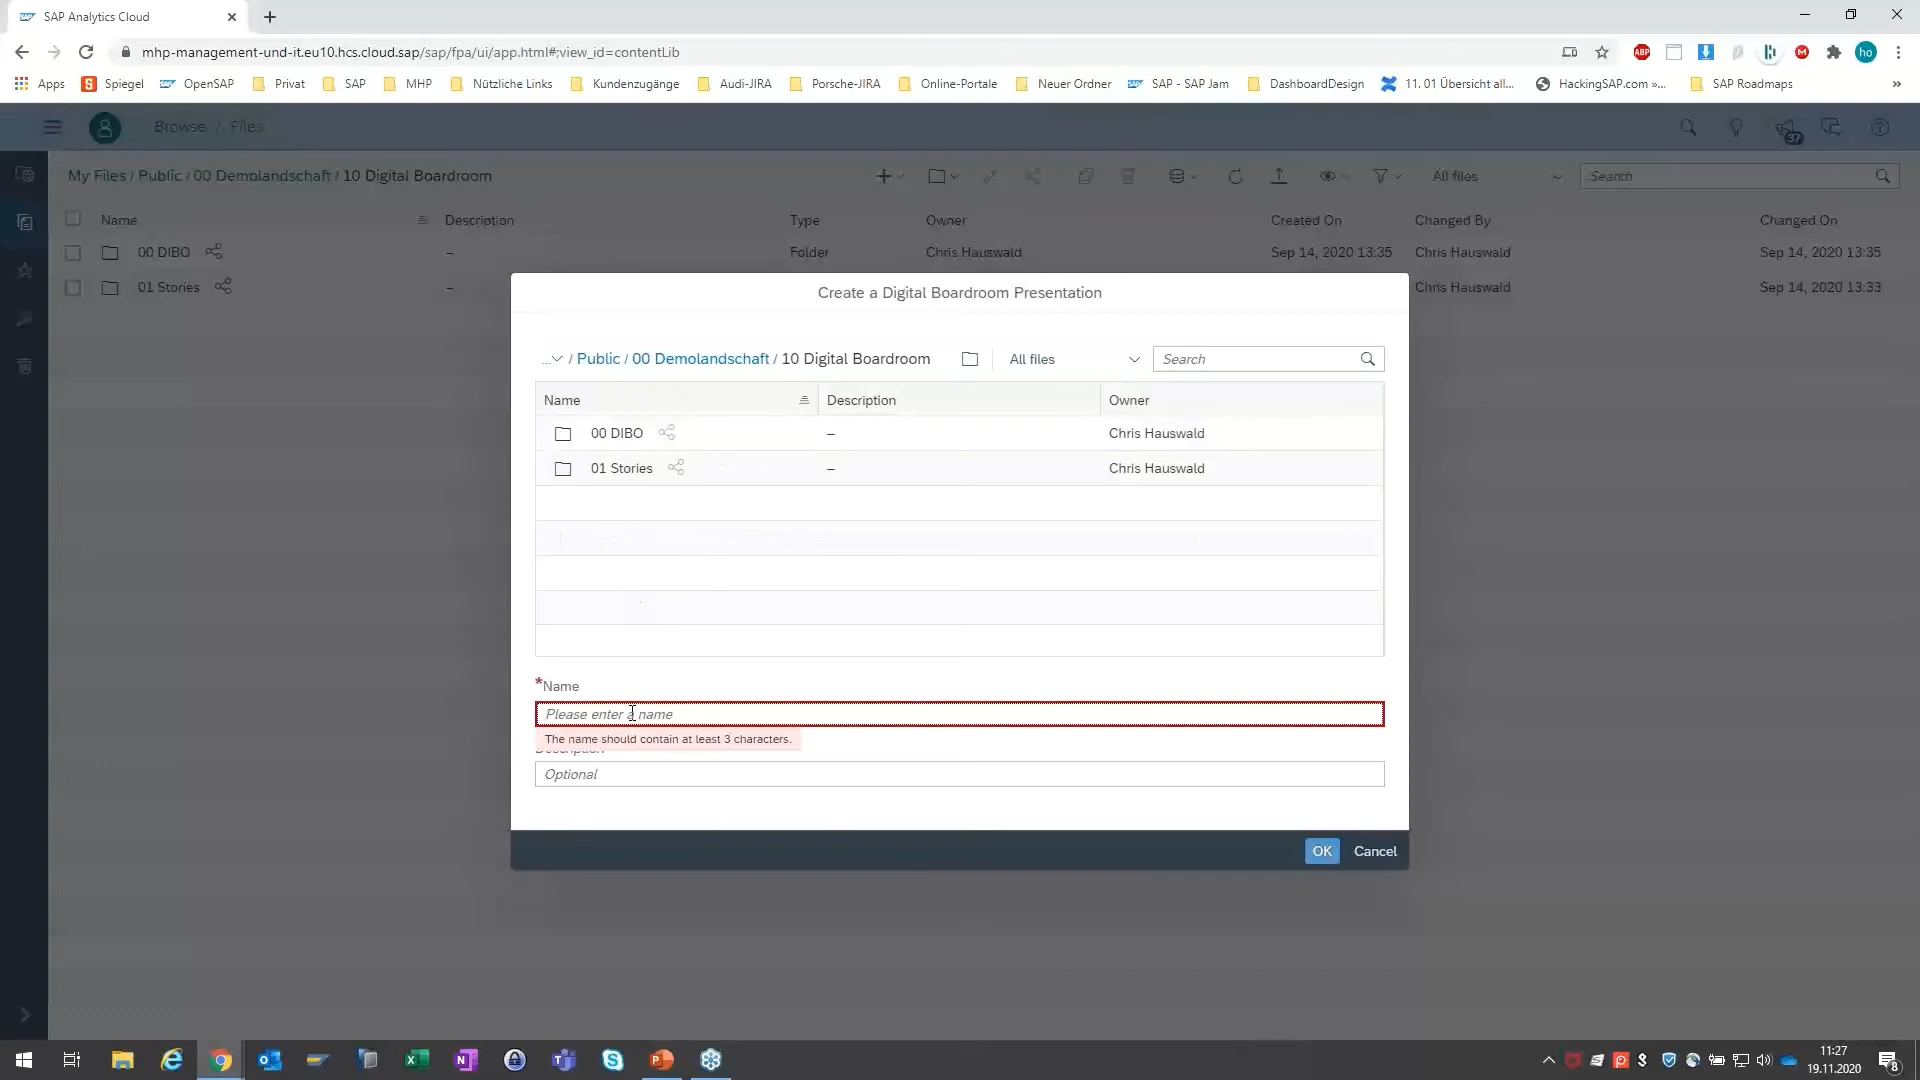 SAP Analytics Cloud
mhp-management-und-it.eu10.hcs.cloud.sap/sap/fpa/ui/app.html#;view_id=contentLib
ABP
ho
Apps
Spiegel
OpenSAP
Privat
SAP
MHP
Nützliche Links
Kundenzugänge
Audi-JIRA
Porsche-JIRA
Online-Portale
Neuer Ordner
SAP - SAP Jam
DashboardDesign
11. 01 Übersicht all...
HackingSAP.com »...
SAP Roadmaps
Browse / Files
37
My Files / Public / 00 Demolandschaft / 10 Digital Boardroom
All files
Search
Name Description Type Owner Created On Changed By Changed On
00 DIBO – Folder Chris Hauswald Sep 14, 2020 13:35 Chris Hauswald Sep 14, 2020 13:35
01 Stories – Chris Hauswald Sep 14, 2020 13:33
Create a Digital Boardroom Presentation
... / Public / 00 Demolandschaft / 10 Digital Boardroom
All files
Search
Name Description Owner
00 DIBO – Chris Hauswald
01 Stories – Chris Hauswald
*Name
Please enter a name
The name should contain at least 3 characters.
Description
Optional
OK Cancel
11:27
19.11.2020
8